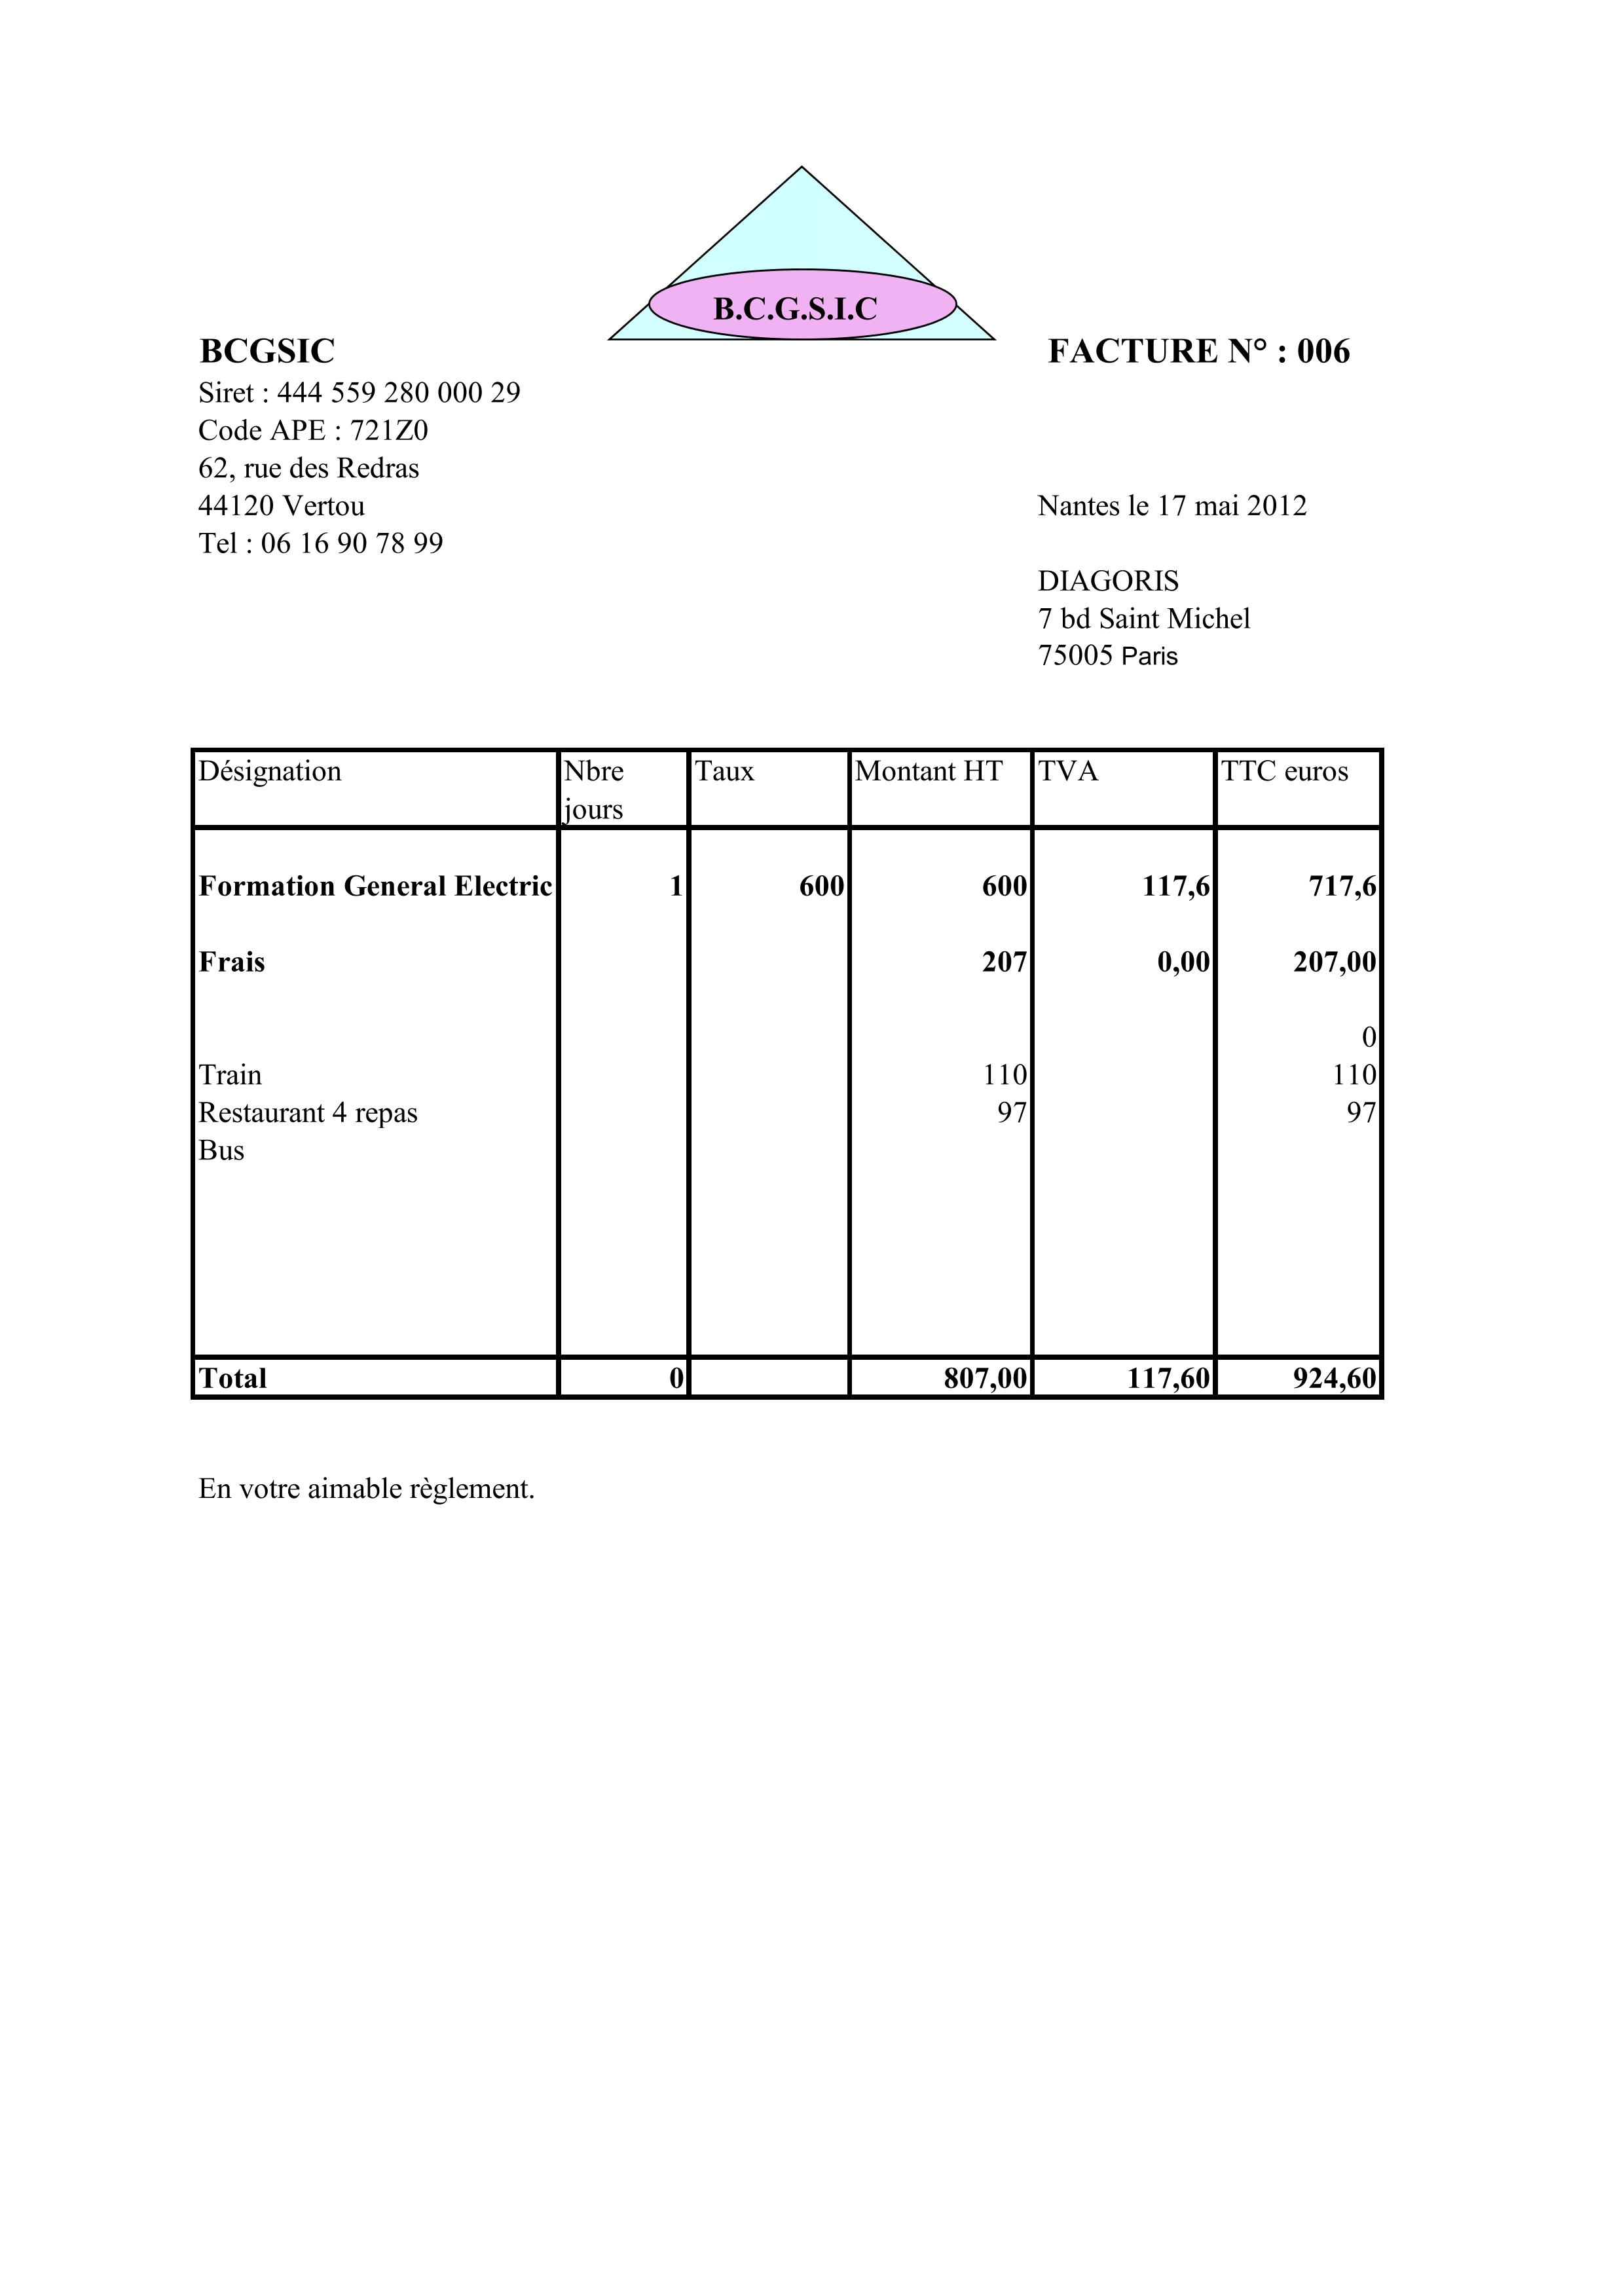 B.C.G.S.I.C
BCGSIC
FACTURE N° : 006
Siret : 444 559 280 000 29
Code APE : 721Z0
62, rue des Redras
44120 Vertou
Nantes le 17 mai 2012
Tel : 06 16 90 78 99
DIAGORIS
7 bd Saint Michel
75005 Paris
Désignation Nbre jours Taux Montant HT TVA TTC euros
Formation General Electric 1 600 600 117,6 717,6
Frais 207 0,00 207,00
0
Train 110 110
Restaurant 4 repas 97 97
Bus
Total 0 807,00 117,60 924,60
En votre aimable règlement.